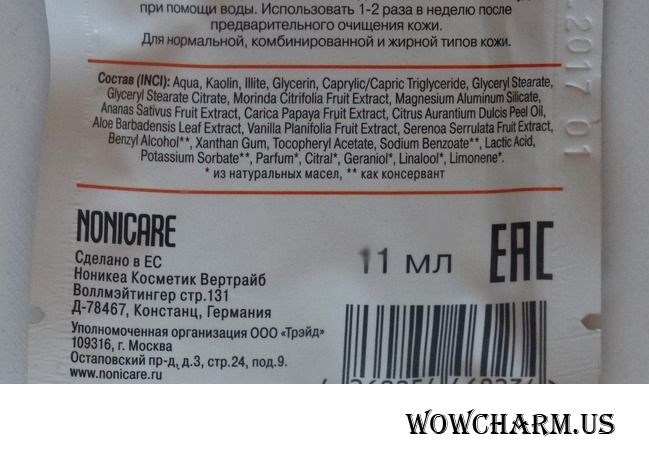 при помощи воды. Использовать 1-2 раза в неделю после
предварительного очищения кожи.
Для нормальной, комбинированной и жирной типов кожи.
Состав (INCI): Aqua, Kaolin, Illite, Glycerin, Caprylic/Capric Triglyceride, Glyceryl Stearate,
Glyceryl Stearate Citrate, Morinda Citrifolia Fruit Extract, Magnesium Aluminum Silicate,
Ananas Sativus Fruit Extract, Carica Papaya Fruit Extract, Citrus Aurantium Dulcis Peel Oil,
Aloe Barbadensis Leaf Extract, Vanilla Planifolia Fruit Extract, Serenoa Serrulata Fruit Extract,
Benzyl Alcohol**, Xanthan Gum, Tocopheryl Acetate, Sodium Benzoate**, Lactic Acid,
Potassium Sorbate**, Parfum*, Citral*, Geraniol*, Linalool*, Limonene*.
* из натуральных масел, ** как консервант
2017 01
NONICARE
Сделано в ЕС
Ноникеа Косметик Вертрайб
Воллмэйтингер стр.131
Д-78467, Констанц, Германия
Уполномоченная организация ООО «Трэйд»
109316, г. Москва
Остаповский пр-д, д.3, стр.24, под.9.
www.nonicare.ru
11 мл
EAC
WOWCHARM.US